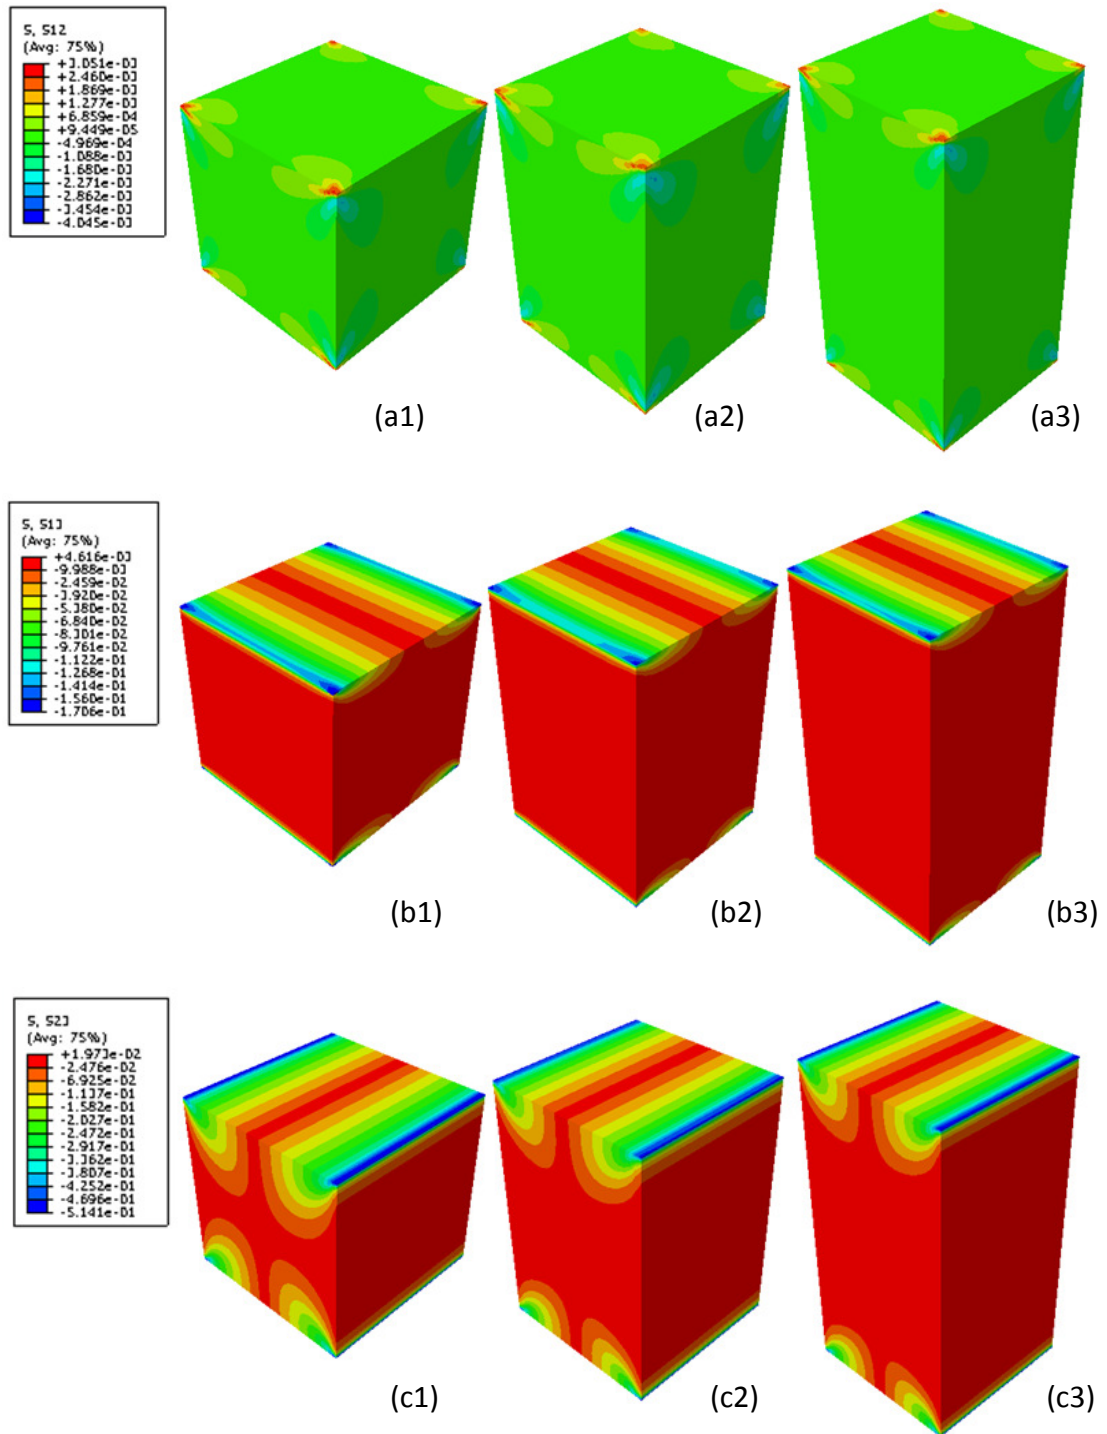 S, S12
(Avg: 75%)
+3.051e-03
+2.460e-03
+1.869e-03
+1.277e-03
+6.859e-04
+9.449e-05
-4.969e-04
-1.088e-03
-1.680e-03
-2.271e-03
-2.862e-03
-3.454e-03
-4.045e-03
(a1)
(a2)
(a3)
S, S13
(Avg: 75%)
+4.616e-03
-9.988e-03
-2.459e-02
-3.920e-02
-5.380e-02
-6.840e-02
-8.301e-02
-9.761e-02
-1.122e-01
-1.268e-01
-1.414e-01
-1.560e-01
-1.706e-01
(b1)
(b2)
(b3)
S, S23
(Avg: 75%)
+1.973e-02
-2.476e-02
-6.925e-02
-1.137e-01
-1.582e-01
-2.027e-01
-2.472e-01
-2.917e-01
-3.362e-01
-3.807e-01
-4.252e-01
-4.696e-01
-5.141e-01
(c1)
(c2)
(c3)